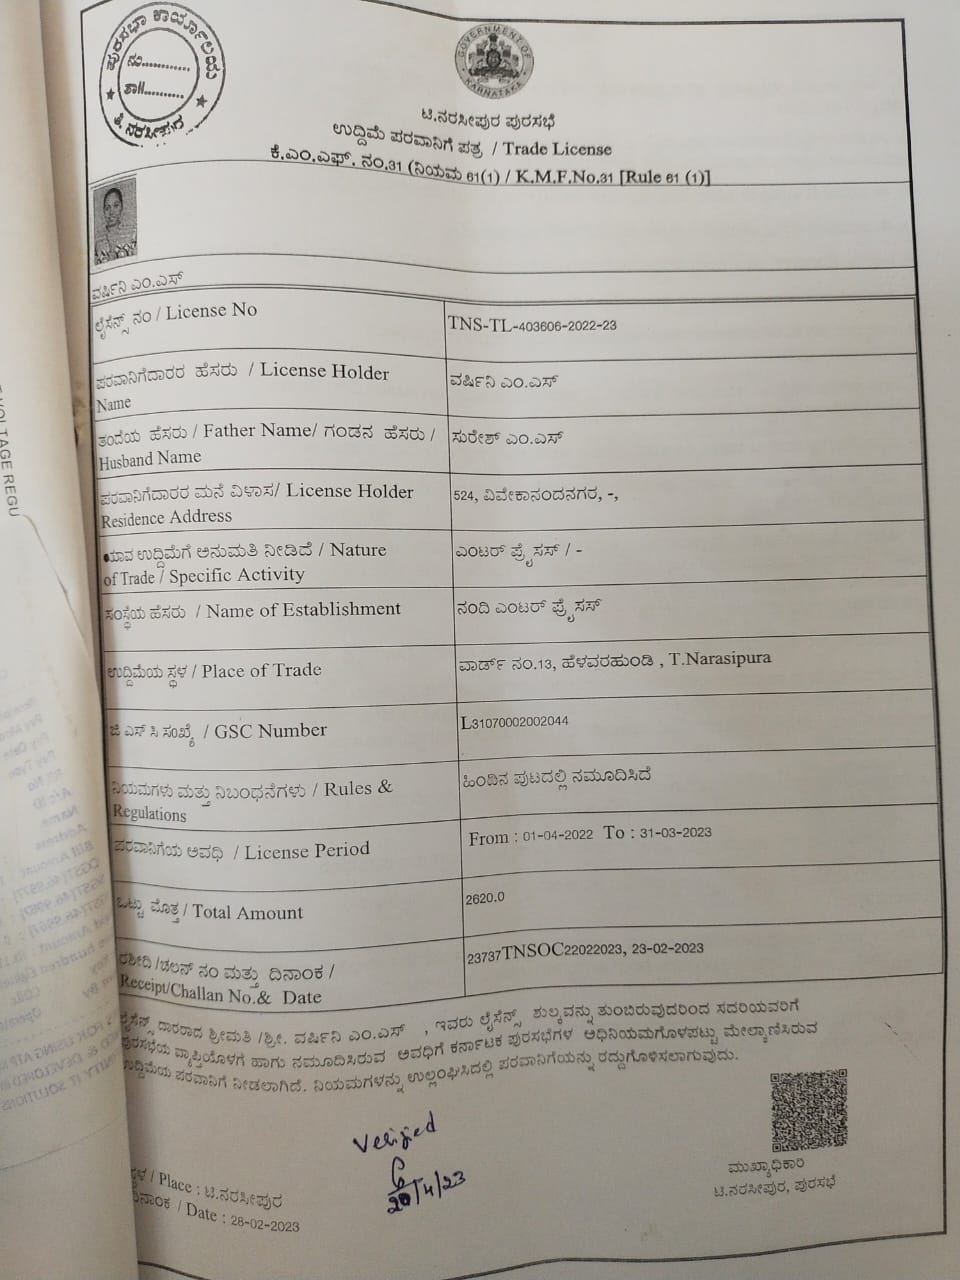 ಪುರಸಭಾ ಕಾರ್ಯಾಲಯ
ನಂ...........
ತಾ||..........
ತಿ. ನರಸೀಪುರ
GOVERNMENT OF KARNATAKA
ಟಿ.ನರಸೀಪುರ ಪುರಸಭೆ
ಉದ್ದಿಮೆ ಪರವಾನಿಗೆ ಪತ್ರ / Trade License
ಕೆ.ಎಂ.ಎಫ್. ನಂ.31 (ನಿಯಮ 61(1) / K.M.F.No.31 [Rule 61 (1)]
ವರ್ಷಿನಿ ಎಂ.ಎಸ್
ಲೈಸೆನ್ಸ್ ನಂ / License No
TNS-TL-403606-2022-23
ಪರವಾನಿಗೆದಾರರ ಹೆಸರು / License Holder
Name
ವರ್ಷಿನಿ ಎಂ.ಎಸ್
ತಂದೆಯ ಹೆಸರು / Father Name/ ಗಂಡನ ಹೆಸರು /
Husband Name
ಸುರೇಶ್ ಎಂ.ಎಸ್
ಪರವಾನಿಗೆದಾರರ ಮನೆ ವಿಳಾಸ/ License Holder
Residence Address
524, ವಿವೇಕಾನಂದನಗರ, -,
ಯಾವ ಉದ್ದಿಮೆಗೆ ಅನುಮತಿ ನೀಡಿದೆ / Nature
of Trade / Specific Activity
ಎಂಟರ್ ಪ್ರೈಸಸ್ / -
ಸಂಸ್ಥೆಯ ಹೆಸರು / Name of Establishment
ನಂದಿ ಎಂಟರ್ ಪ್ರೈಸಸ್
ಉದ್ದಿಮೆಯ ಸ್ಥಳ / Place of Trade
ವಾರ್ಡ್ ನಂ.13, ಹೆಳವರಹುಂಡಿ , T.Narasipura
ಜಿ ಎಸ್ ಸಿ ಸಂಖ್ಯೆ / GSC Number
L31070002002044
ನಿಯಮಗಳು ಮತ್ತು ನಿಬಂಧನೆಗಳು / Rules &
Regulations
ಹಿಂದಿನ ಪುಟದಲ್ಲಿ ನಮೂದಿಸಿದೆ
ಪರವಾನಿಗೆಯ ಅವಧಿ / License Period
From : 01-04-2022 To : 31-03-2023
ಒಟ್ಟು ಮೊತ್ತ / Total Amount
2620.0
ರಶೀದಿ /ಚಲನ್ ನಂ ಮತ್ತು ದಿನಾಂಕ /
Receipt/Challan No.& Date
23737TNSOC22022023, 23-02-2023
ಲೈಸೆನ್ಸ್ ದಾರರಾದ ಶ್ರೀಮತಿ /ಶ್ರೀ. ವರ್ಷಿನಿ ಎಂ.ಎಸ್ , ಇವರು ಲೈಸೆನ್ಸ್ ಶುಲ್ಕವನ್ನು ತುಂಬಿರುವುದರಿಂದ ಸದರಿಯವರಿಗೆ
ಪುರಸಭೆಯ ವ್ಯಾಪ್ತಿಯೊಳಗೆ ಹಾಗು ನಮೂದಿಸಿರುವ ಅವಧಿಗೆ ಕರ್ನಾಟಕ ಪುರಸಭೆಗಳ ಅಧಿನಿಯಮಗೊಳಪಟ್ಟು ಮೇಲ್ಕಾಣಿಸಿರುವ
ಉದ್ದಿಮೆಯ ಪರವಾನಿಗೆ ನೀಡಲಾಗಿದೆ. ನಿಯಮಗಳನ್ನು ಉಲ್ಲಂಘಿಸಿದಲ್ಲಿ ಪರವಾನಿಗೆಯನ್ನು ರದ್ದುಗೊಳಿಸಲಾಗುವುದು.
Verified
20/4/23
ಮುಖ್ಯಾಧಿಕಾರಿ
ಟಿ.ನರಸೀಪುರ, ಪುರಸಭೆ
ಸ್ಥಳ / Place : ಟಿ.ನರಸೀಪುರ
ದಿನಾಂಕ / Date : 28-02-2023
VOLTAGE REGU